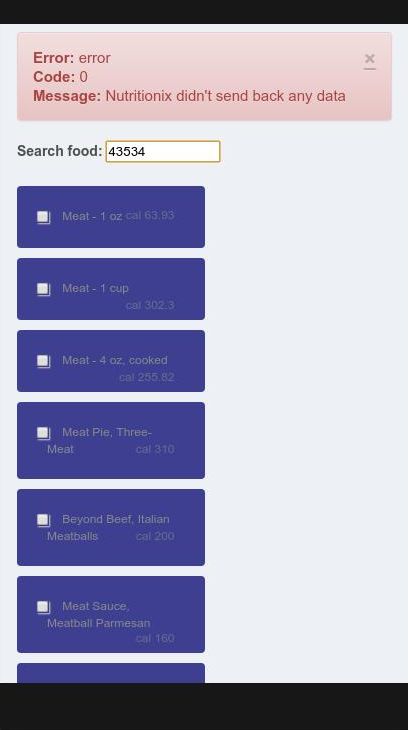 Error: error
×
Code: 0
Message: Nutritionix didn't send back any data
Search food: 43534
Meat - 1 oz cal 63.93
Meat - 1 cup
cal 302.3
Meat - 4 oz, cooked
cal 255.82
Meat Pie, Three-
Meat cal 310
Beyond Beef, Italian
Meatballs cal 200
Meat Sauce,
Meatball Parmesan
cal 160